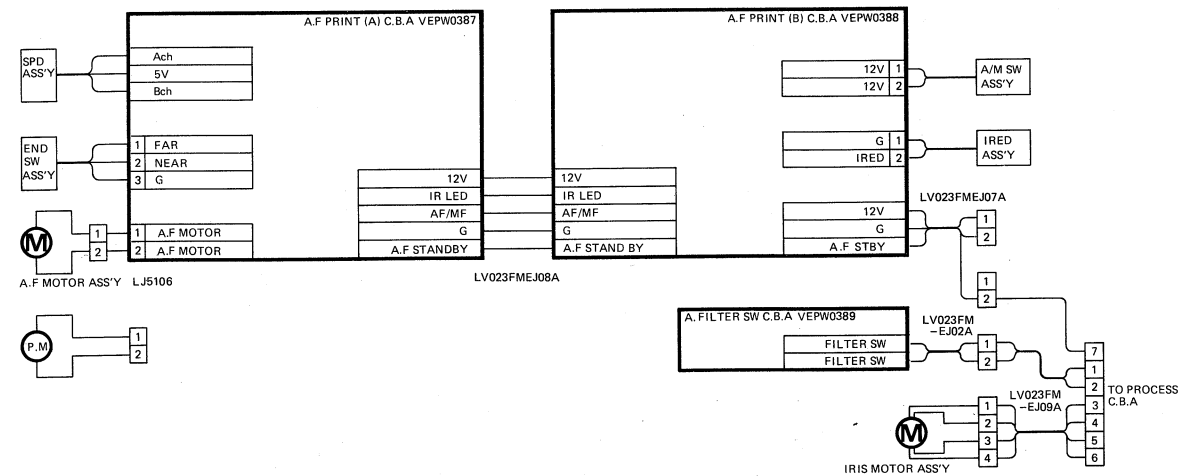 A.F PRINT (A) C.B.A VEPW0387
SPD
ASS'Y
Ach
5V
Bch
END
SW
ASS'Y
1 FAR
2 NEAR
3 G
12V
IR LED
AF/MF
G
A.F STANDBY
M
1
2
1 A.F MOTOR
2 A.F MOTOR
A.F MOTOR ASS'Y LJ5106
LV023FMEJ08A
P.M
1
2
A.F PRINT (B) C.B.A VEPW0388
12V 1
12V 2
A/M SW
ASS'Y
G 1
IRED 2
IRED
ASS'Y
12V
IR LED
AF/MF
G
A.F STAND BY
12V
G
A.F STBY
LV023FMEJ07A
1
2
1
2
A. FILTER SW C.B.A VEPW0389
FILTER SW
FILTER SW
LV023FM
-EJ02A
1
2
7
1
2
3
4
5
6
TO PROCESS
C.B.A
LV023FM
-EJ09A
M
1
2
3
4
IRIS MOTOR ASS'Y